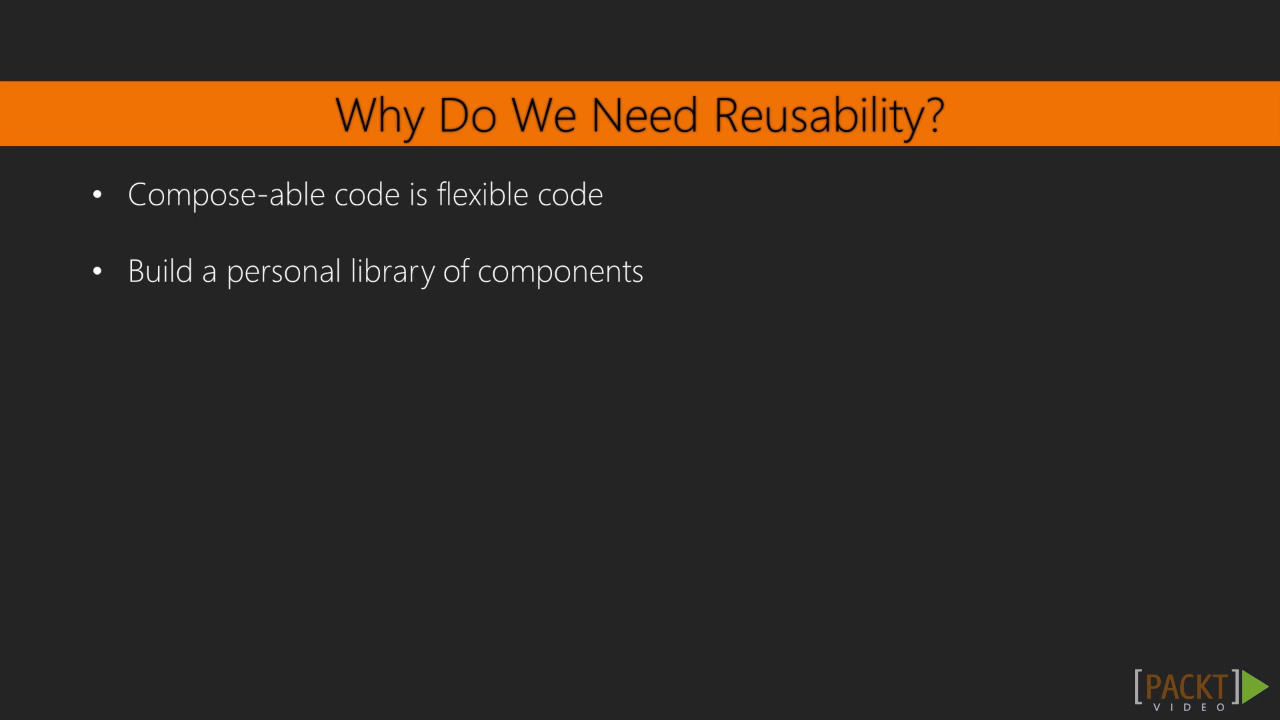 Why Do We Need Reusability?
• Compose-able code is flexible code
• Build a personal library of components
[PACKT]
VIDEO